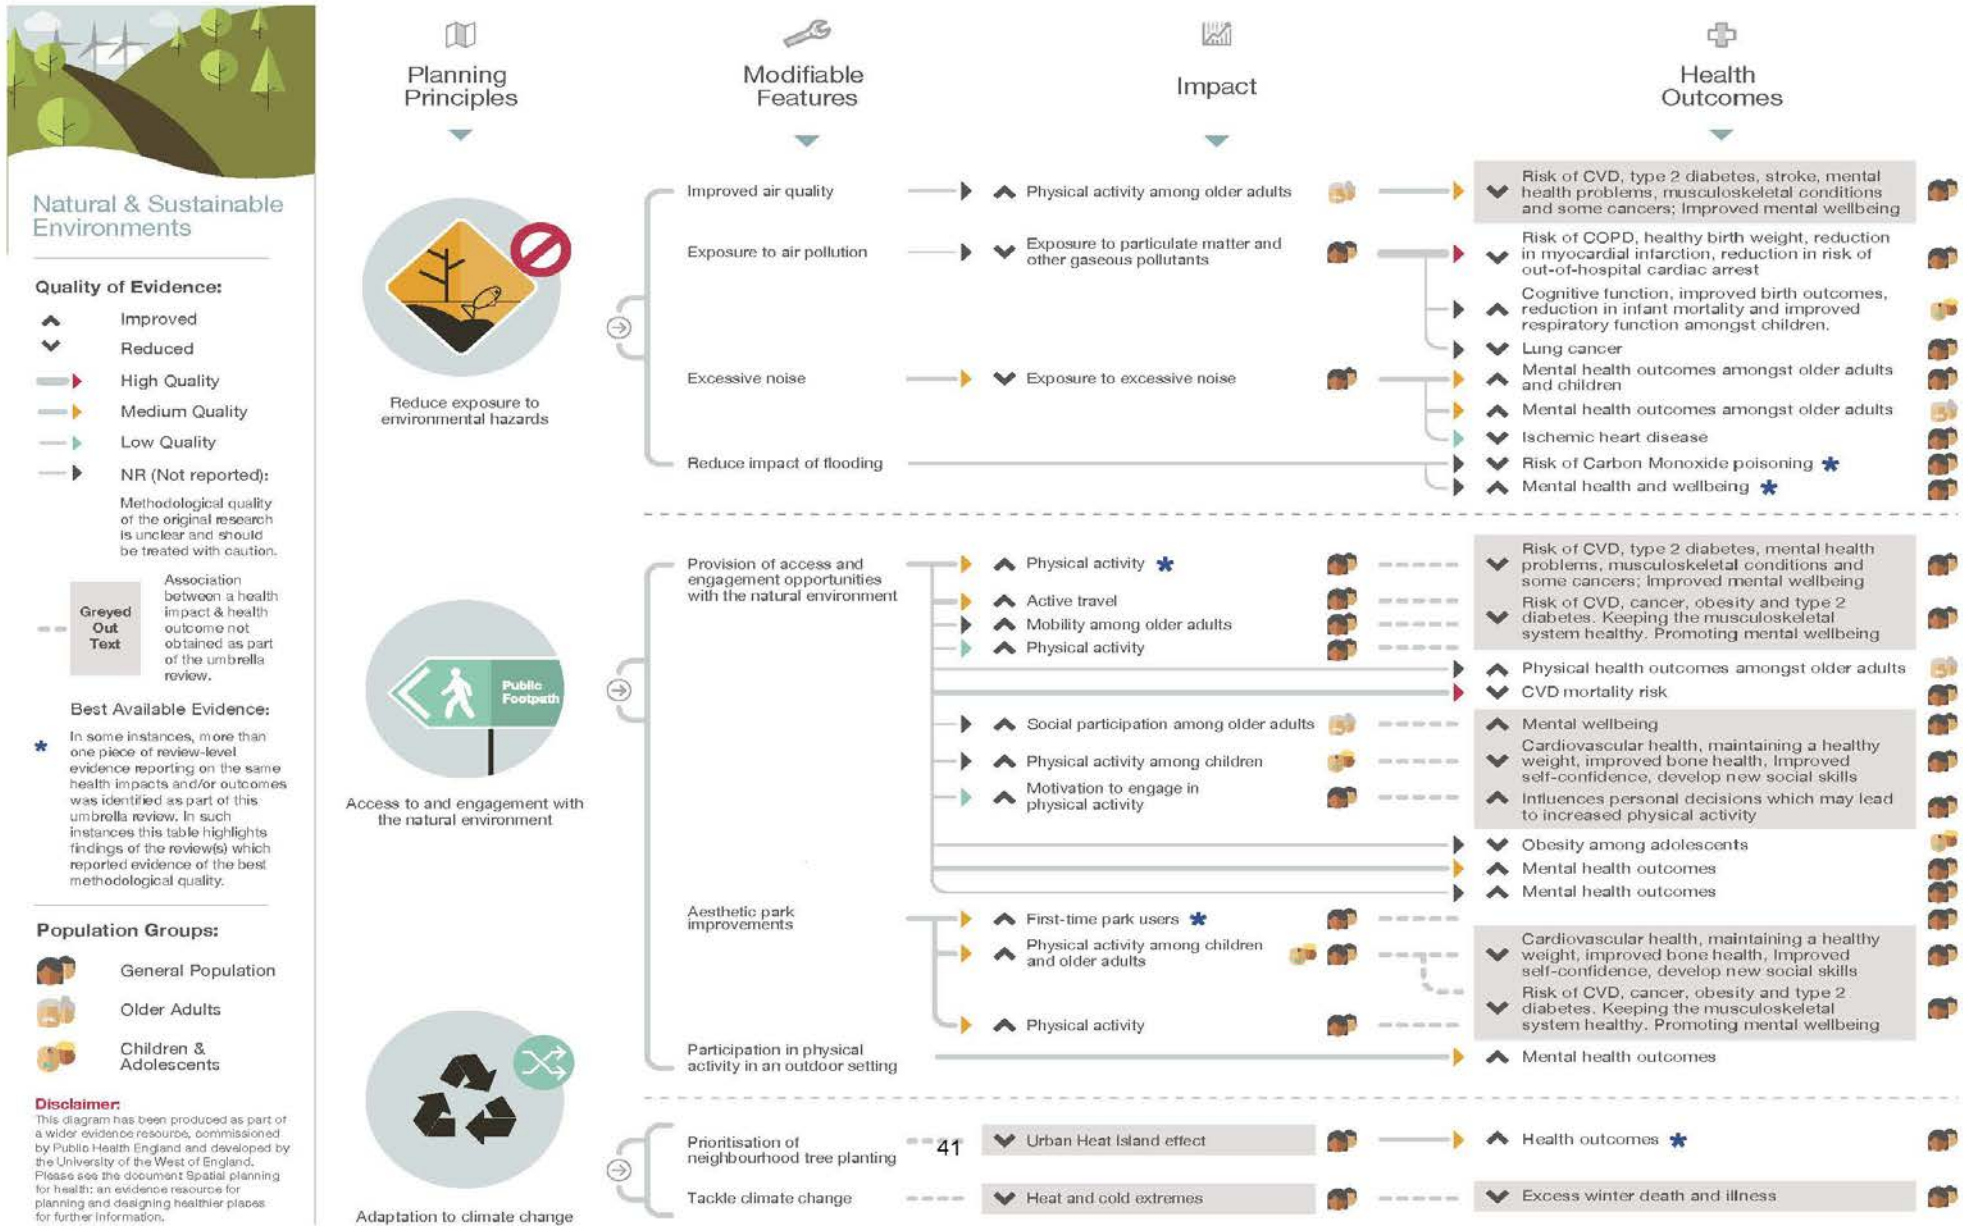 Natural & Sustainable
Environments
Quality of Evidence:
Improved
Reduced
High Quality
Medium Quality
Low Quality
NR (Not reported):
Methodological quality
of the original research
is unclear and should
be treated with caution.
Greyed
Out
Text
Association
between a health
impact & health
outcome not
obtained as part
of the umbrella
review.
Best Available Evidence:
* In some instances, more than
one piece of review-level
evidence reporting on the same
health impacts and/or outcomes
was identified as part of this
umbrella review. In such
instances this table highlights
findings of the review(s) which
reported evidence of the best
methodological quality.
Population Groups:
General Population
Older Adults
Children &
Adolescents
Disclaimer:
This diagram has been produced as part of
a wider evidence resource, commissioned
by Public Health England and developed by
the University of the West of England.
Please see the document Spatial planning
for health: an evidence resource for
planning and designing healthier places
for further information.
Planning
Principles
Modifiable
Features
Impact
Health
Outcomes
Reduce exposure to
environmental hazards
Improved air quality
Physical activity among older adults
Risk of CVD, type 2 diabetes, stroke, mental
health problems, musculoskeletal conditions
and some cancers; Improved mental wellbeing
Exposure to air pollution
Exposure to particulate matter and
other gaseous pollutants
Risk of COPD, healthy birth weight, reduction
in myocardial infarction, reduction in risk of
out-of-hospital cardiac arrest
Cognitive function, improved birth outcomes,
reduction in infant mortality and improved
respiratory function amongst children.
Lung cancer
Excessive noise
Exposure to excessive noise
Mental health outcomes amongst older adults
and children
Mental health outcomes amongst older adults
Ischemic heart disease
Reduce impact of flooding
Risk of Carbon Monoxide poisoning *
Mental health and wellbeing *
Public
Footpath
Access to and engagement with
the natural environment
Provision of access and
engagement opportunities
with the natural environment
Physical activity *
Risk of CVD, type 2 diabetes, mental health
problems, musculoskeletal conditions and
some cancers; Improved mental wellbeing
Active travel
Mobility among older adults
Physical activity
Risk of CVD, cancer, obesity and type 2
diabetes. Keeping the musculoskeletal
system healthy. Promoting mental wellbeing
Physical health outcomes amongst older adults
CVD mortality risk
Social participation among older adults
Mental wellbeing
Physical activity among children
Cardiovascular health, maintaining a healthy
weight, improved bone health, Improved
self-confidence, develop new social skills
Motivation to engage in
physical activity
Influences personal decisions which may lead
to increased physical activity
Obesity among adolescents
Mental health outcomes
Mental health outcomes
Aesthetic park
improvements
First-time park users *
Physical activity among children
and older adults
Cardiovascular health, maintaining a healthy
weight, improved bone health, Improved
self-confidence, develop new social skills
Risk of CVD, cancer, obesity and type 2
diabetes. Keeping the musculoskeletal
system healthy. Promoting mental wellbeing
Physical activity
Participation in physical
activity in an outdoor setting
Mental health outcomes
Adaptation to climate change
Prioritisation of
neighbourhood tree planting
41
Urban Heat Island effect
Health outcomes *
Tackle climate change
Heat and cold extremes
Excess winter death and illness